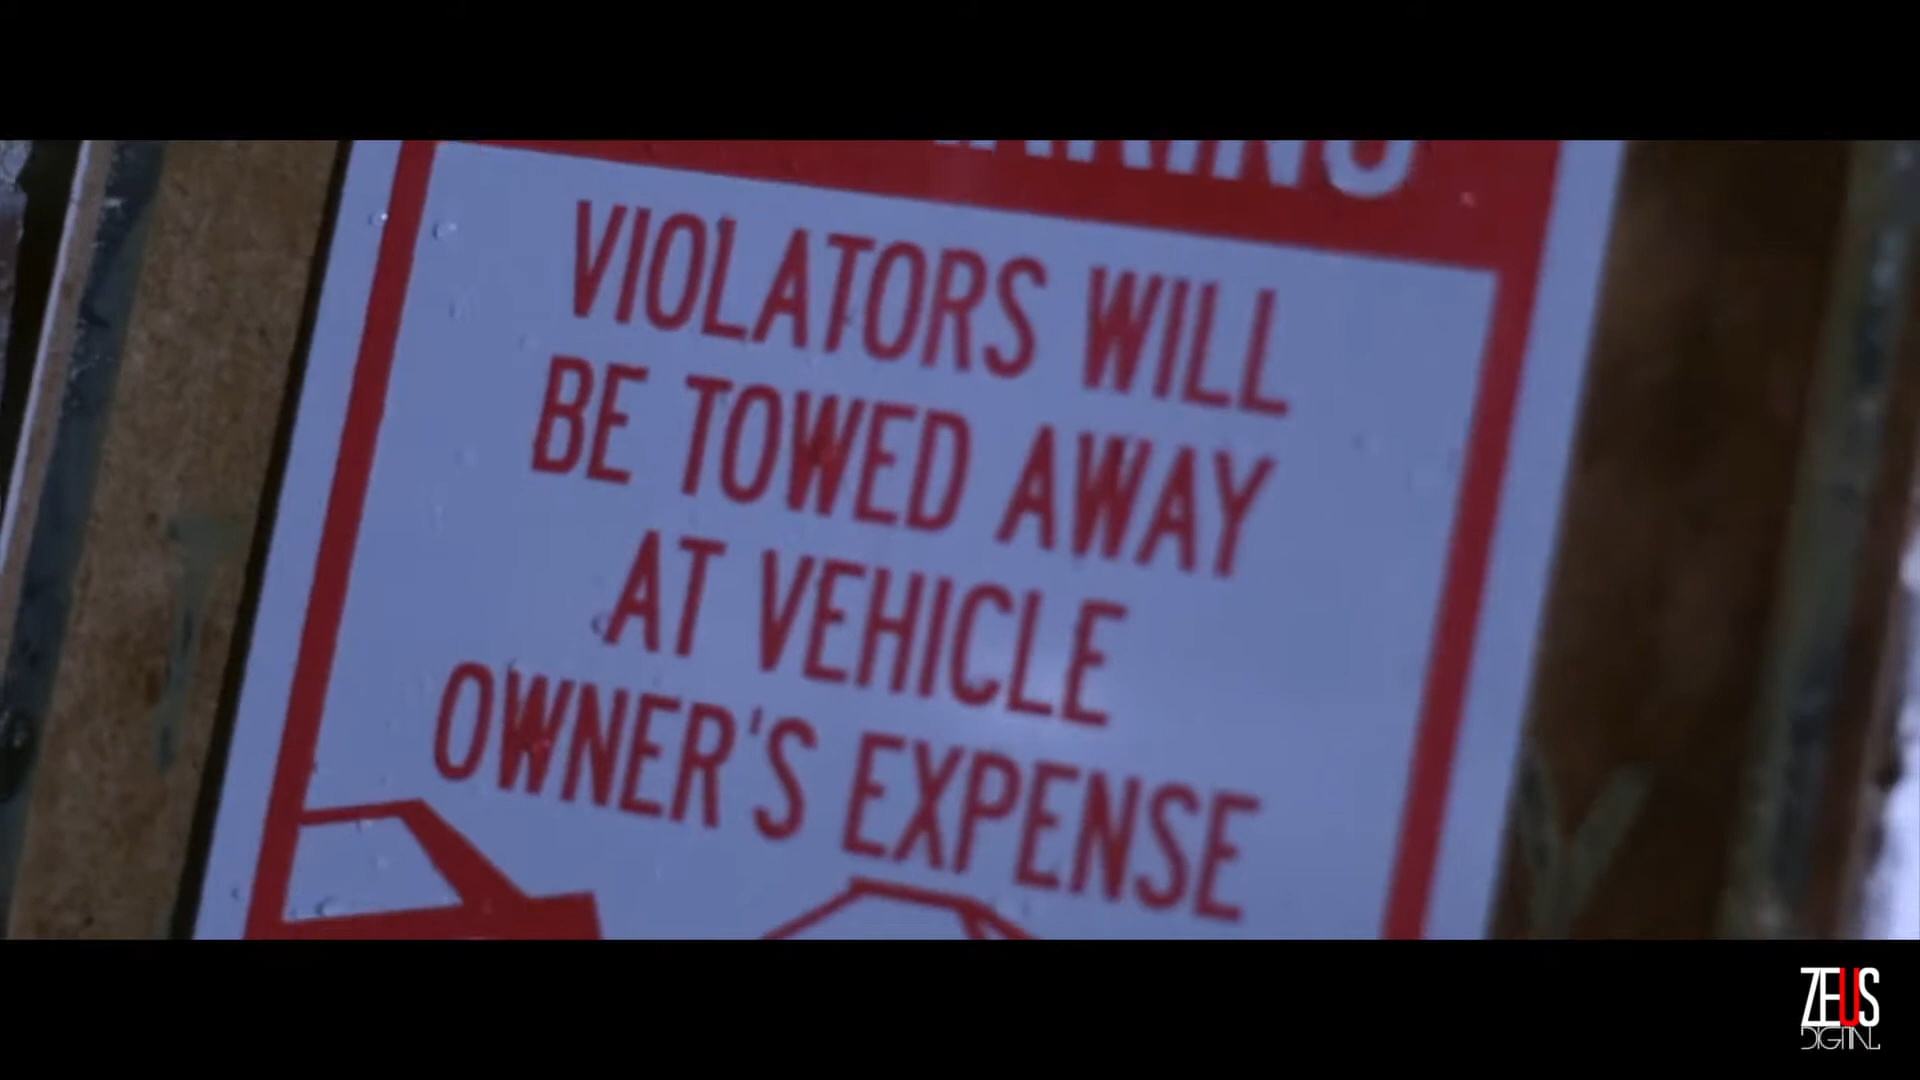 VIOLATORS WILL
BE TOWED AWAY
AT VEHICLE
OWNER'S EXPENSE
ZEUS
DIGITAL